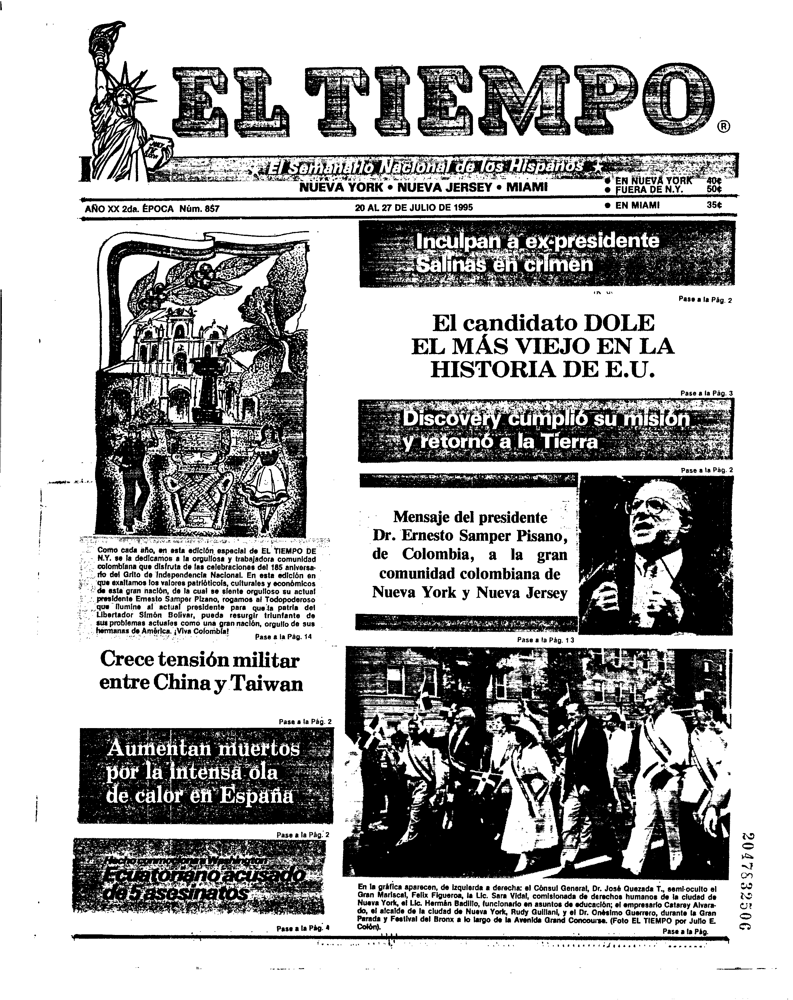 EL TIEMPO ®
El Semanario Nacional de los Hispanos
NUEVA YORK • NUEVA JERSEY • MIAMI
• EN NUEVA YORK 40¢
• FUERA DE N.Y. 50¢
AÑO XX 2da. ÉPOCA Núm. 857
20 AL 27 DE JULIO DE 1995
• EN MIAMI 35¢
Como cada año, en esta edición especial de EL TIEMPO DE
N.Y. se la dedicamos a la orgullosa y trabajadora comunidad
colombiana que disfruta de las celebraciones del 185 aniversa-
rio del Grito de Independencia Nacional. En esta edición en
que exaltamos los valores patrióticos, culturales y económicos
de esta gran nación, de la cual se siente orgulloso su actual
presidente Ernesto Samper Pizano, rogamos al Todopoderoso
que ilumine al actual presidente para que la patria del
Libertador Simón Bolívar, pueda resurgir triunfante de
sus problemas actuales como una gran nación, orgullo de sus
hermanas de América. ¡Viva Colombia!
Pase a la Pág. 14
Crece tensión militar
entre China y Taiwan
Pase a la Pág. 2
Aumentan muertos
por la intensa ola
de calor en España
Pase a la Pág. 2
Hecho conmociona a Washington
Ecuatoriano acusado
de 5 asesinatos
Pase a la Pág. 4
Inculpan a ex-presidente
Salinas en crimen
Pase a la Pág. 2
El candidato DOLE
EL MÁS VIEJO EN LA
HISTORIA DE E.U.
Pase a la Pág. 3
Discovery cumplió su misión
y retornó a la Tierra
Pase a la Pág. 2
Mensaje del presidente
Dr. Ernesto Samper Pisano,
de Colombia, a la gran
comunidad colombiana de
Nueva York y Nueva Jersey
Pase a la Pág. 13
En la gráfica aparecen, de izquierda a derecha: el Cónsul General, Dr. José Quezada T., semi-oculto el
Gran Mariscal, Felix Figueroa, la Lic. Sara Vidal, comisionada de derechos humanos de la ciudad de
Nueva York, el Lic. Hermán Badillo, funcionario en asuntos de educación; el empresario Catarey Alvara-
do, el alcalde de la ciudad de Nueva York, Rudy Guiliani, y el Dr. Onésimo Guerrero, durante la Gran
Parada y Festival del Bronx a lo largo de la Avenida Grand Concourse. (Foto EL TIEMPO por Julio E.
Colón).
Pase a la Pág.
2047832506